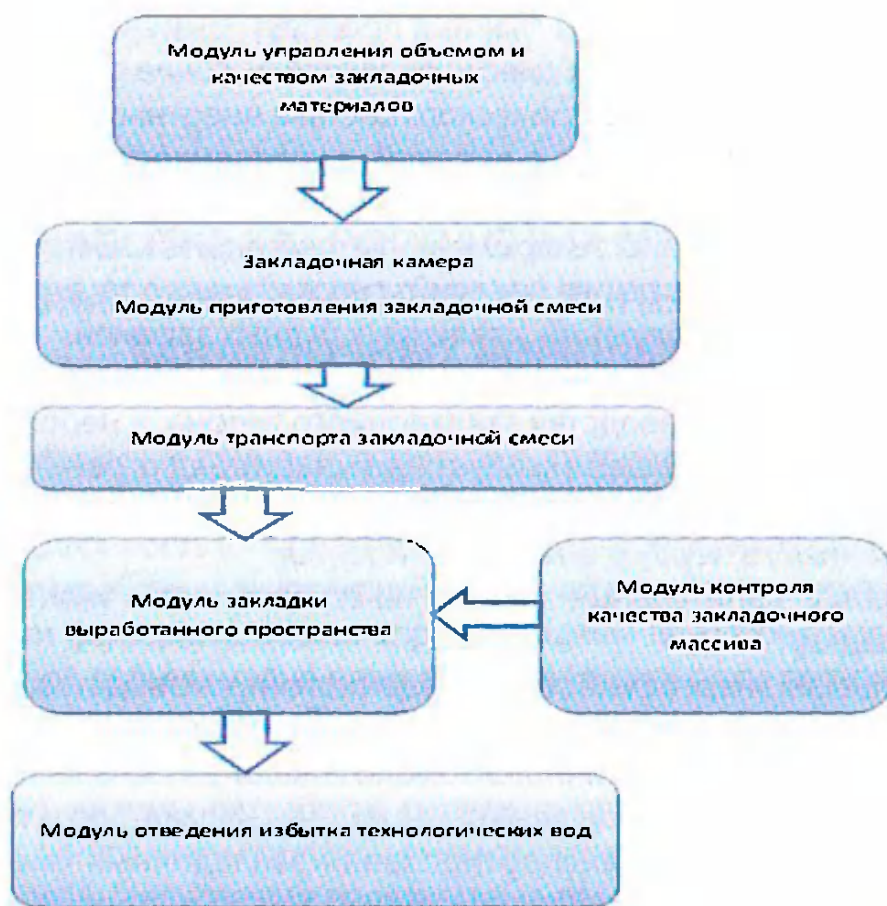 Модуль управления объемом и
качеством закладочных
материалов
Закладочная камера
Модуль приготовления закладочной смеси
Модуль транспорта закладочной смеси
Модуль закладки
выработанного пространства
Модуль контроля
качества закладочного
массива
Модуль отведения избытка технологических вод